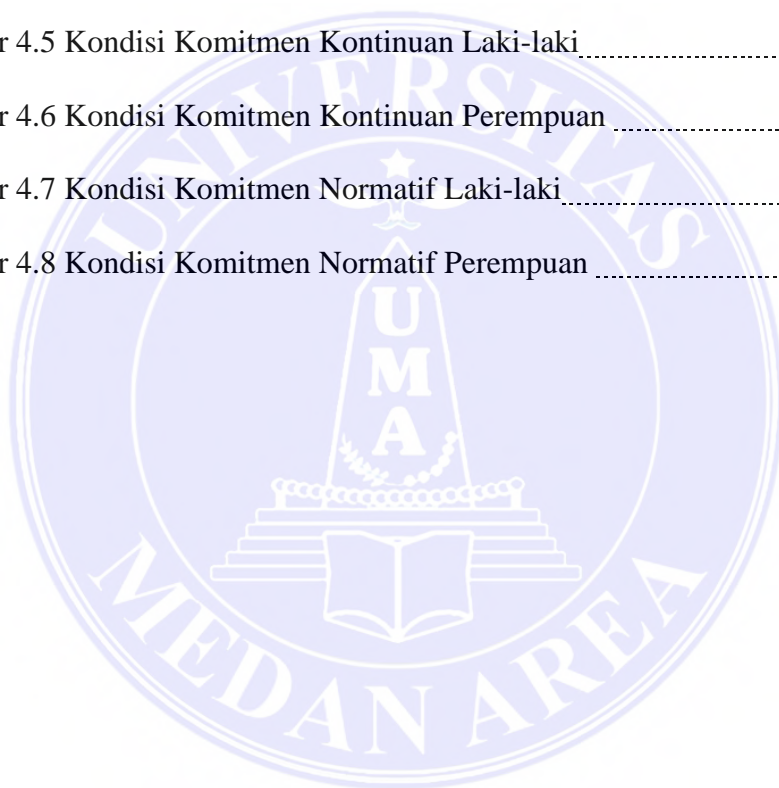 r 4.5 Kondisi Komitmen Kontinuan Laki-laki
r 4.6 Kondisi Komitmen Kontinuan Perempuan
r 4.7 Kondisi Komitmen Normatif Laki-laki
r 4.8 Kondisi Komitmen Normatif Perempuan
UNIVERSITAS
U
M
A
MEDAN AREA